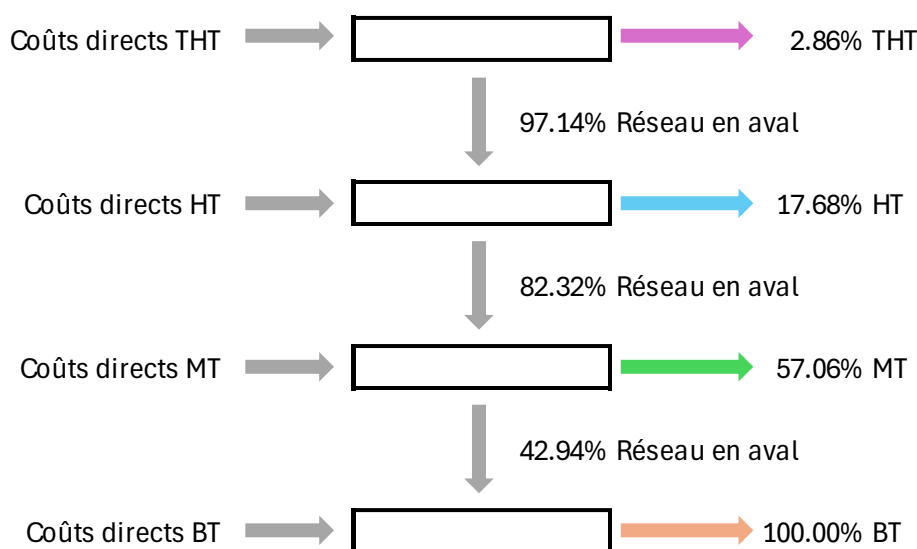 Coûts directs THT 2.86% THT
97.14% Réseau en aval
Coûts directs HT 17.68% HT
82.32% Réseau en aval
Coûts directs MT 57.06% MT
42.94% Réseau en aval
Coûts directs BT 100.00% BT